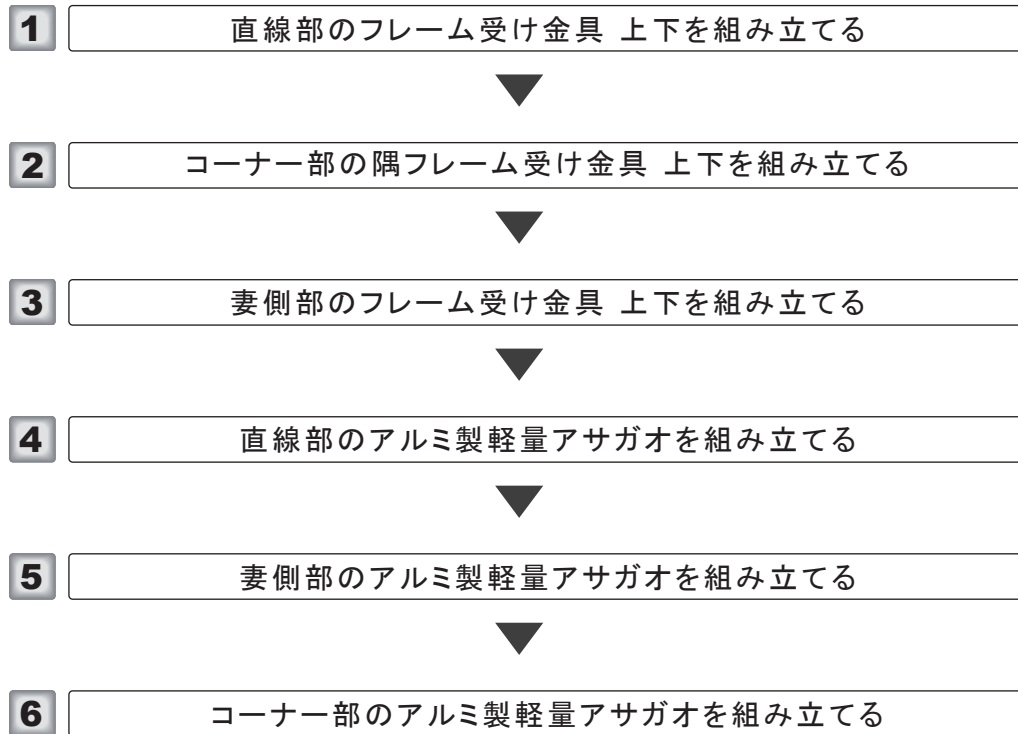 1 直線部のフレーム受け金具 上下を組み立てる
2 コーナー部の隅フレーム受け金具 上下を組み立てる
3 妻側部のフレーム受け金具 上下を組み立てる
4 直線部のアルミ製軽量アサガオを組み立てる
5 妻側部のアルミ製軽量アサガオを組み立てる
6 コーナー部のアルミ製軽量アサガオを組み立てる